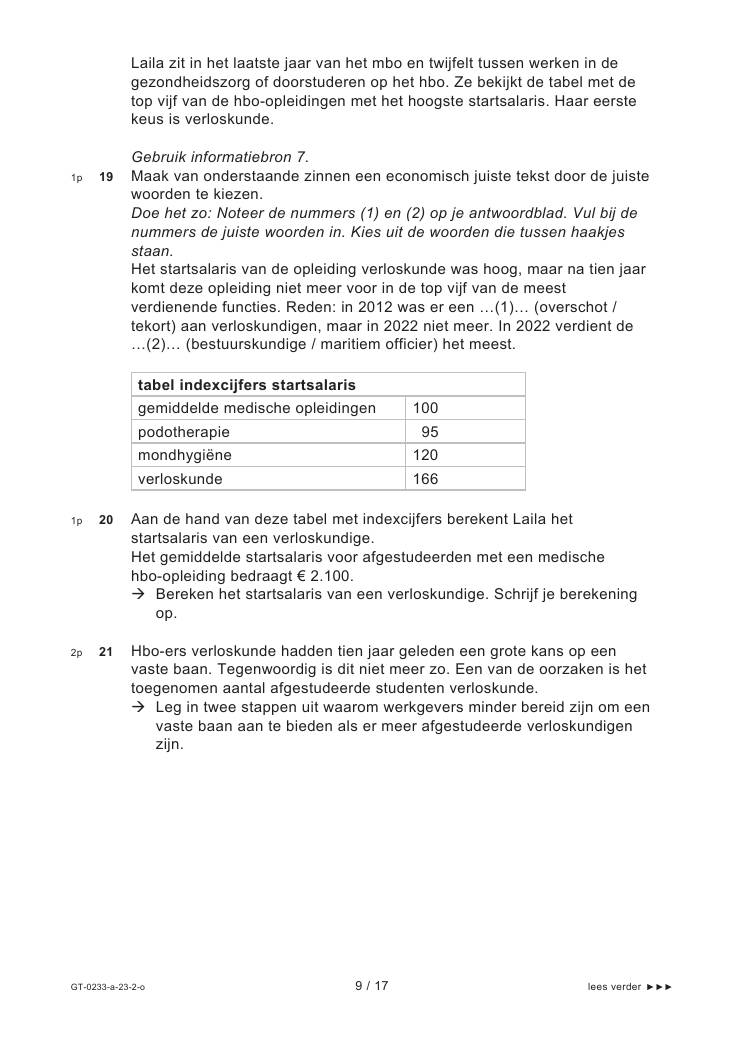 Laila zit in het laatste jaar van het mbo en twijfelt tussen werken in de
gezondheidszorg of doorstuderen op het hbo. Ze bekijkt de tabel met de
top vijf van de hbo-opleidingen met het hoogste startsalaris. Haar eerste
keus is verloskunde.
Gebruik informatiebron 7.
1p 19 Maak van onderstaande zinnen een economisch juiste tekst door de juiste
woorden te kiezen.
Doe het zo: Noteer de nummers (1) en (2) op je antwoordblad. Vul bij de
nummers de juiste woorden in. Kies uit de woorden die tussen haakjes
staan.
Het startsalaris van de opleiding verloskunde was hoog, maar na tien jaar
komt deze opleiding niet meer voor in de top vijf van de meest
verdienende functies. Reden: in 2012 was er een …(1)… (overschot /
tekort) aan verloskundigen, maar in 2022 niet meer. In 2022 verdient de
…(2)… (bestuurskundige / maritiem officier) het meest.
tabel indexcijfers startsalaris
gemiddelde medische opleidingen 100
podotherapie 95
mondhygiëne 120
verloskunde 166
1p 20 Aan de hand van deze tabel met indexcijfers berekent Laila het
startsalaris van een verloskundige.
Het gemiddelde startsalaris voor afgestudeerden met een medische
hbo-opleiding bedraagt € 2.100.
→ Bereken het startsalaris van een verloskundige. Schrijf je berekening
op.
2p 21 Hbo-ers verloskunde hadden tien jaar geleden een grote kans op een
vaste baan. Tegenwoordig is dit niet meer zo. Een van de oorzaken is het
toegenomen aantal afgestudeerde studenten verloskunde.
→ Leg in twee stappen uit waarom werkgevers minder bereid zijn om een
vaste baan aan te bieden als er meer afgestudeerde verloskundigen
zijn.
GT-0233-a-23-2-o 9 / 17 lees verder ►►►